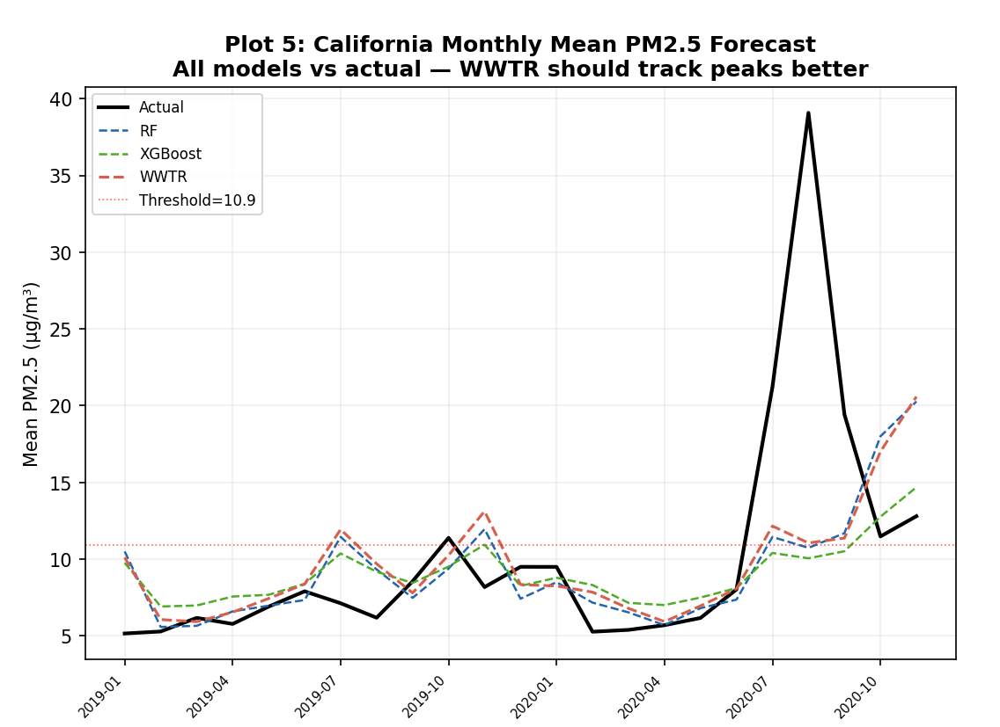 Plot 5: California Monthly Mean PM2.5 Forecast
All models vs actual — WWTR should track peaks better
Actual
RF
XGBoost
WWTR
Threshold=10.9
Mean PM2.5 (µg/m³)
40
35
30
25
20
15
10
5
2019-01
2019-04
2019-07
2019-10
2020-01
2020-04
2020-07
2020-10